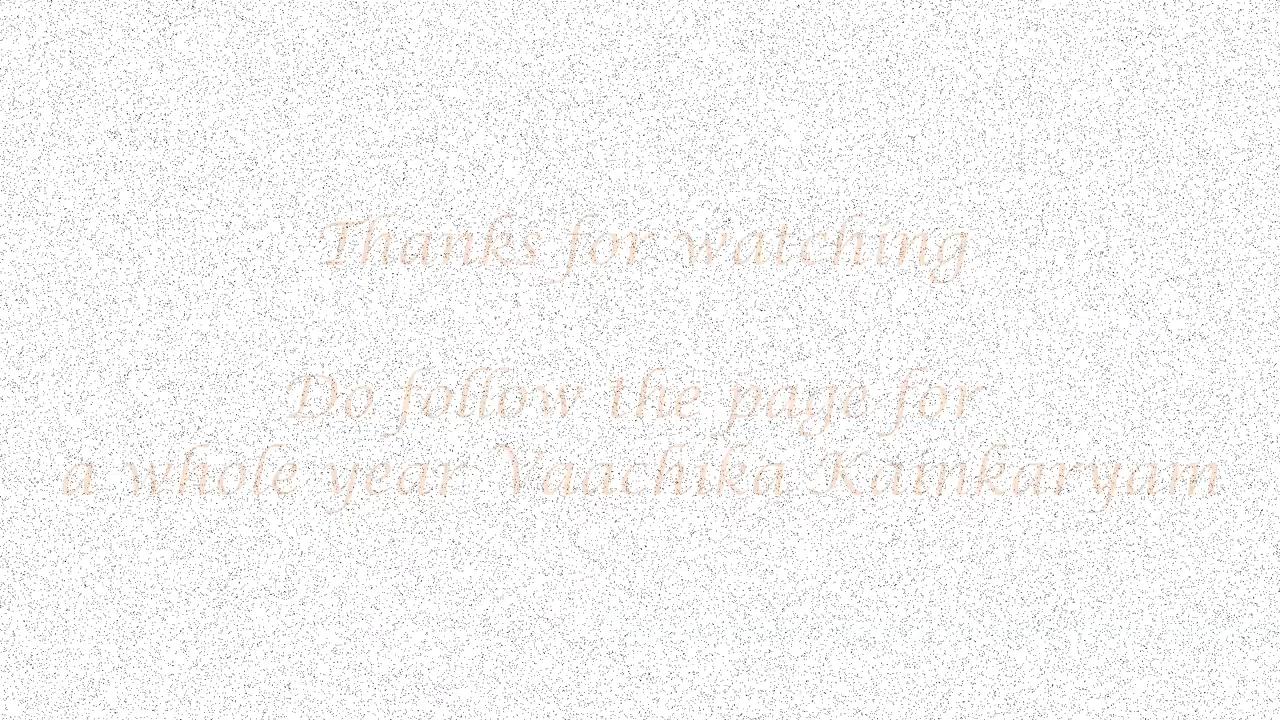 Thanks for watching
Do follow the page for
a whole year Vaachika Kainkaryam